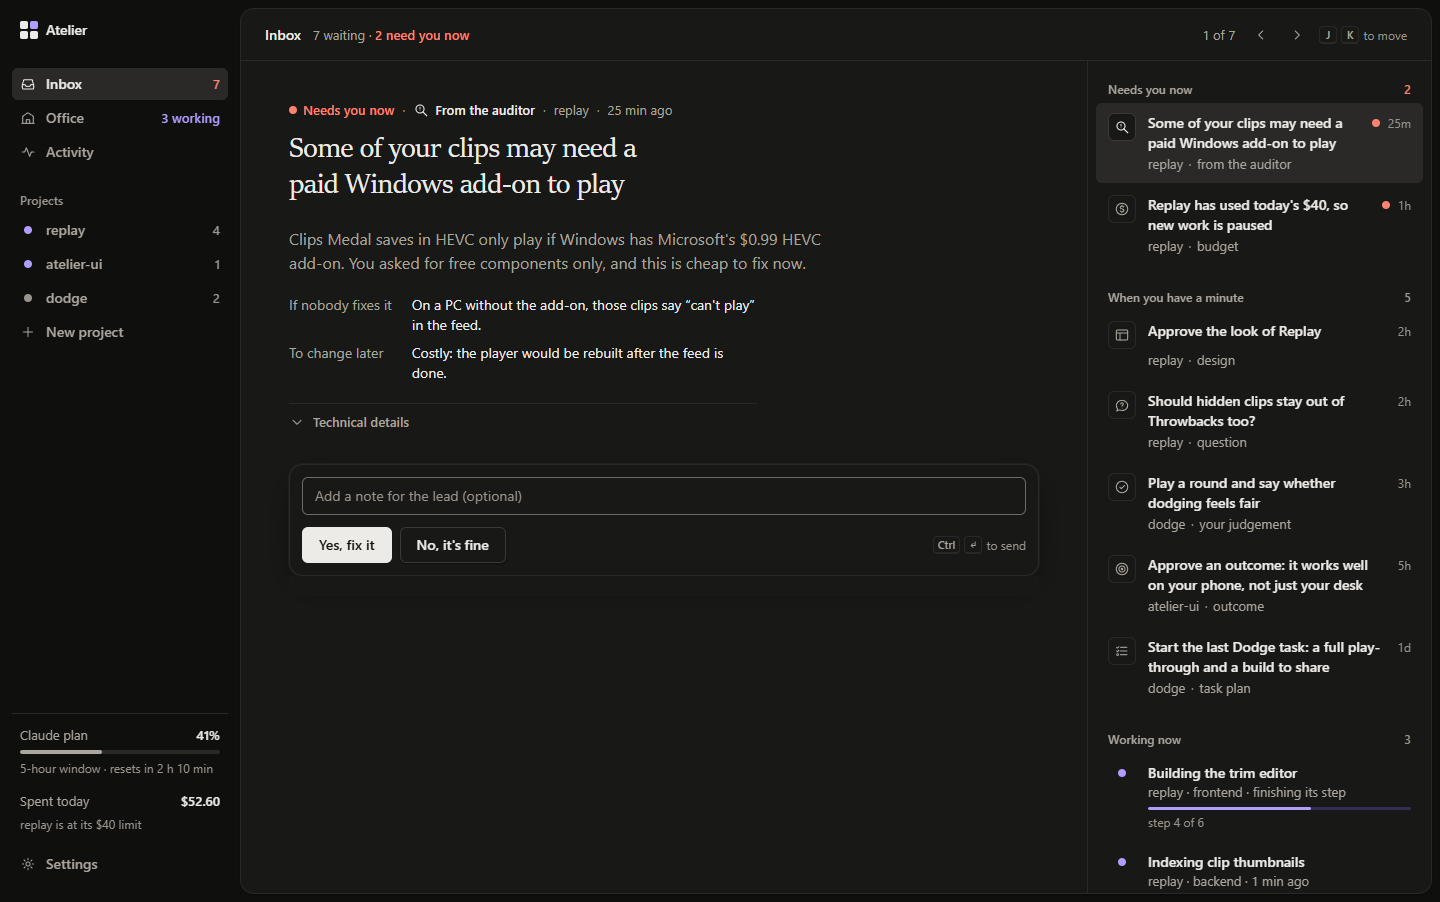 Atelier
Inbox 7
Office 3 working
Activity
Projects
replay 4
atelier-ui 1
dodge 2
New project
Claude plan 41%
5-hour window · resets in 2 h 10 min
Spent today $52.60
replay is at its $40 limit
Settings
Inbox 7 waiting · 2 need you now
1 of 7 J K to move
Needs you now · From the auditor · replay · 25 min ago
Some of your clips may need a
paid Windows add-on to play
Clips Medal saves in HEVC only play if Windows has Microsoft's $0.99 HEVC
add-on. You asked for free components only, and this is cheap to fix now.
If nobody fixes it On a PC without the add-on, those clips say “can't play”
in the feed.
To change later Costly: the player would be rebuilt after the feed is
done.
Technical details
Add a note for the lead (optional)
Yes, fix it No, it's fine Ctrl ↵ to send
Needs you now 2
Some of your clips may need a 25m
paid Windows add-on to play
replay · from the auditor
Replay has used today's $40, so 1h
new work is paused
replay · budget
When you have a minute 5
Approve the look of Replay 2h
replay · design
Should hidden clips stay out of 2h
Throwbacks too?
replay · question
Play a round and say whether 3h
dodging feels fair
dodge · your judgement
Approve an outcome: it works well 5h
on your phone, not just your desk
atelier-ui · outcome
Start the last Dodge task: a full play- 1d
through and a build to share
dodge · task plan
Working now 3
Building the trim editor
replay · frontend · finishing its step
step 4 of 6
Indexing clip thumbnails
replay · backend · 1 min ago